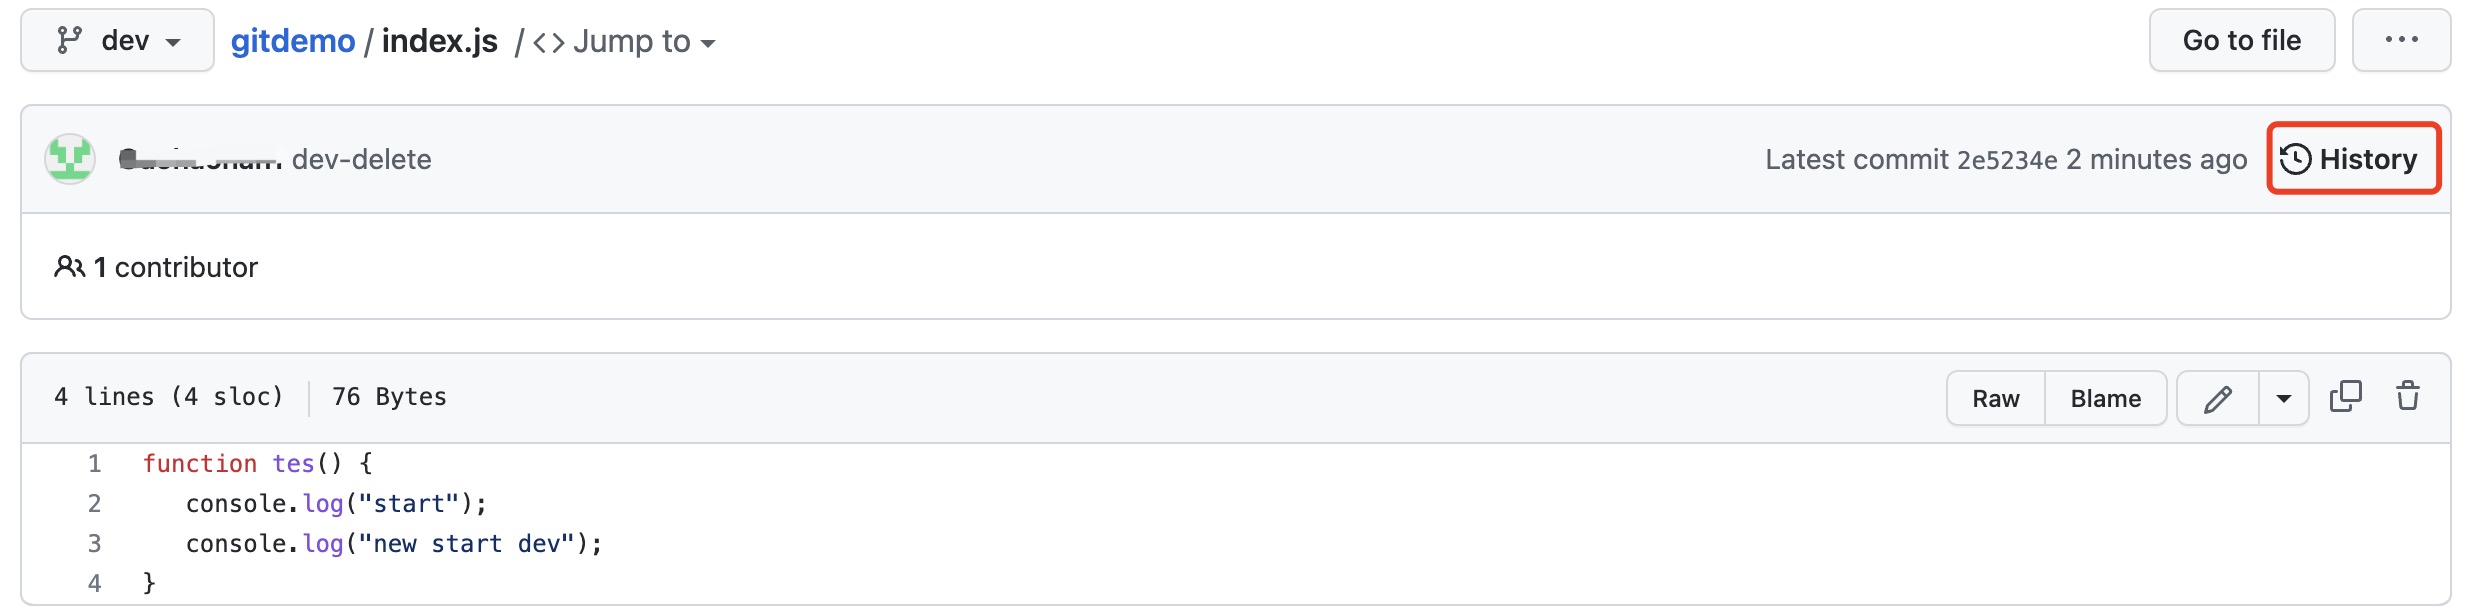 dev gitdemo / index.js / <> Jump to Go to file ...
dev-delete Latest commit 2e5234e 2 minutes ago History
1 contributor
4 lines (4 sloc) 76 Bytes Raw Blame
1 function tes() {
2 console.log("start");
3 console.log("new start dev");
4 }